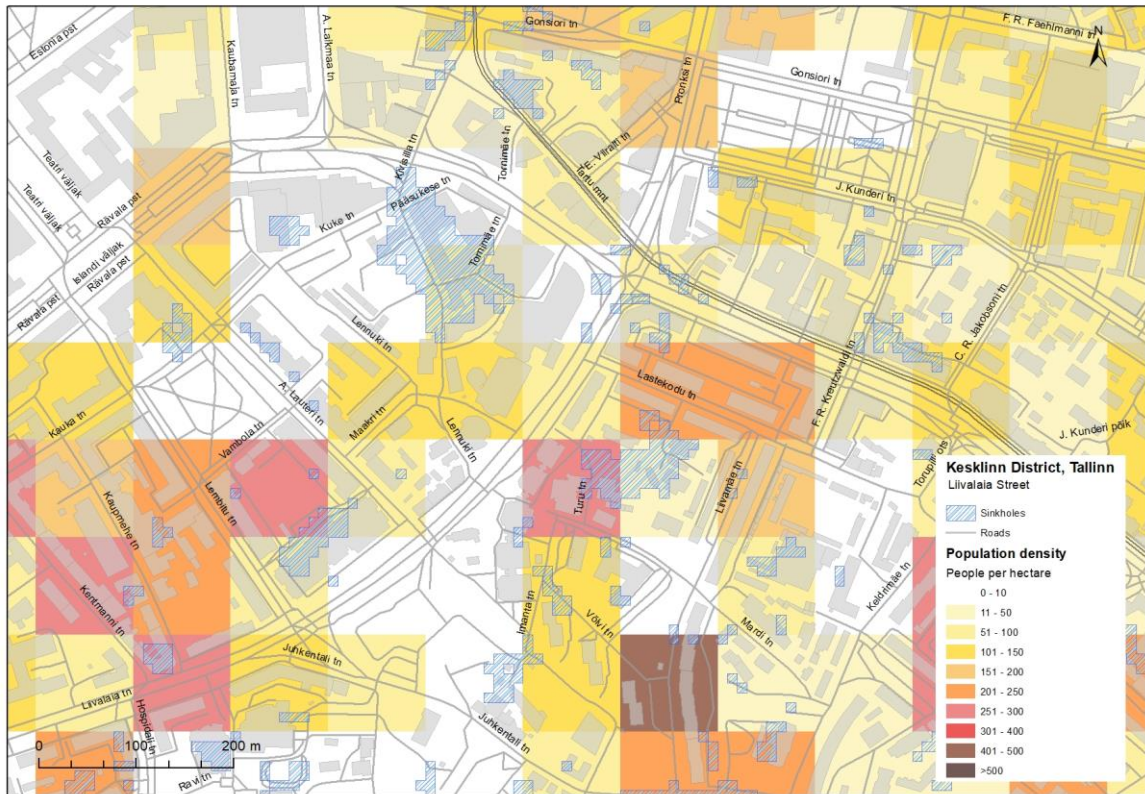 Estonia pst
Kaubamaja tn
A. Laikmaa tn
Gonsiori tn
Pronksi tn
F. R. Faehlmanni tn
N
Gonsiori tn
Teatri väljak
Teatri väljak
Rävala pst
Islandi väljak
Rävala pst
Rävala pst
Kivisilla tn
Pääsukese tn
Kuke tn
Tornimäe tn
Tornimäe tn
E. Viiralti tn
Tartu mnt
J. Kunderi tn
C. R. Jakobsoni tn
F. R. Kreutzwaldi tn
Lastekodu tn
Lennuki tn
Lennuki tn
Maakri tn
A. Lauteri tn
Vambola tn
Kauka tn
Kaupmehe tn
Lembitu tn
Kentmanni tn
Turu tn
Liivamäe tn
J. Kunderi põik
Torupilli ots
Keldrimäe tn
Imanta tn
Võlvi tn
Mardi tn
Juhkentali tn
Juhkentali tn
Liivalaia tn
Hospidali tn
Ravi tn
0 100 200 m
Kesklinn District, Tallinn
Liivalaia Street
Sinkholes
Roads
Population density
People per hectare
0 - 10
11 - 50
51 - 100
101 - 150
151 - 200
201 - 250
251 - 300
301 - 400
401 - 500
>500